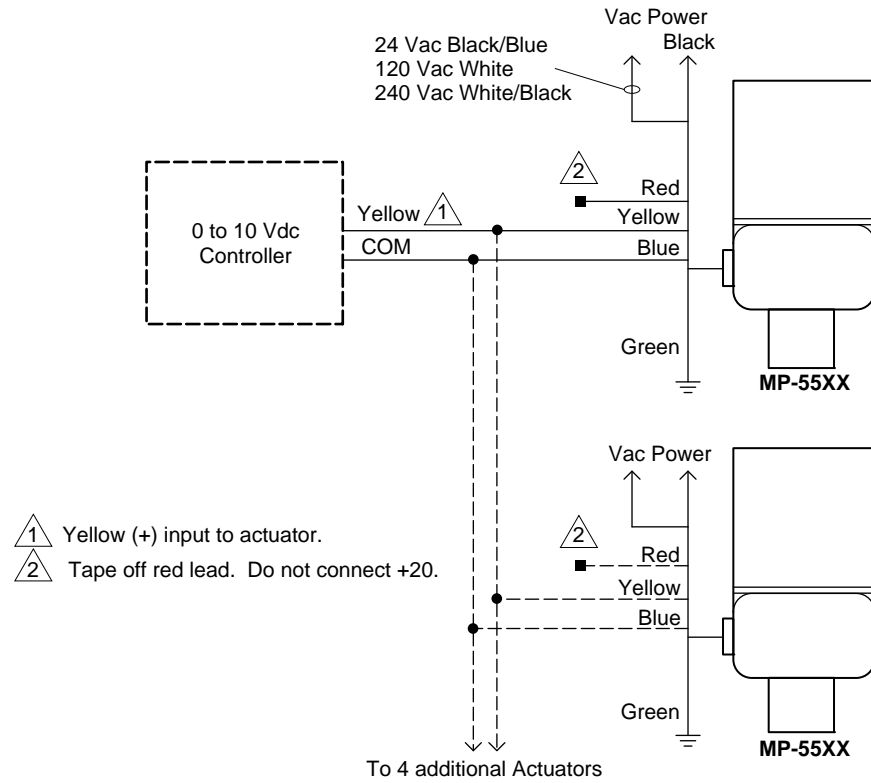 Vac Power
24 Vac Black/Blue
Black
120 Vac White
240 Vac White/Black
2
Red
Yellow 1
Yellow
0 to 10 Vdc
Controller
COM
Blue
Green
MP-55XX
Vac Power
1 Yellow (+) input to actuator.
2 Tape off red lead. Do not connect +20.
2
Red
Yellow
Blue
Green
MP-55XX
To 4 additional Actuators